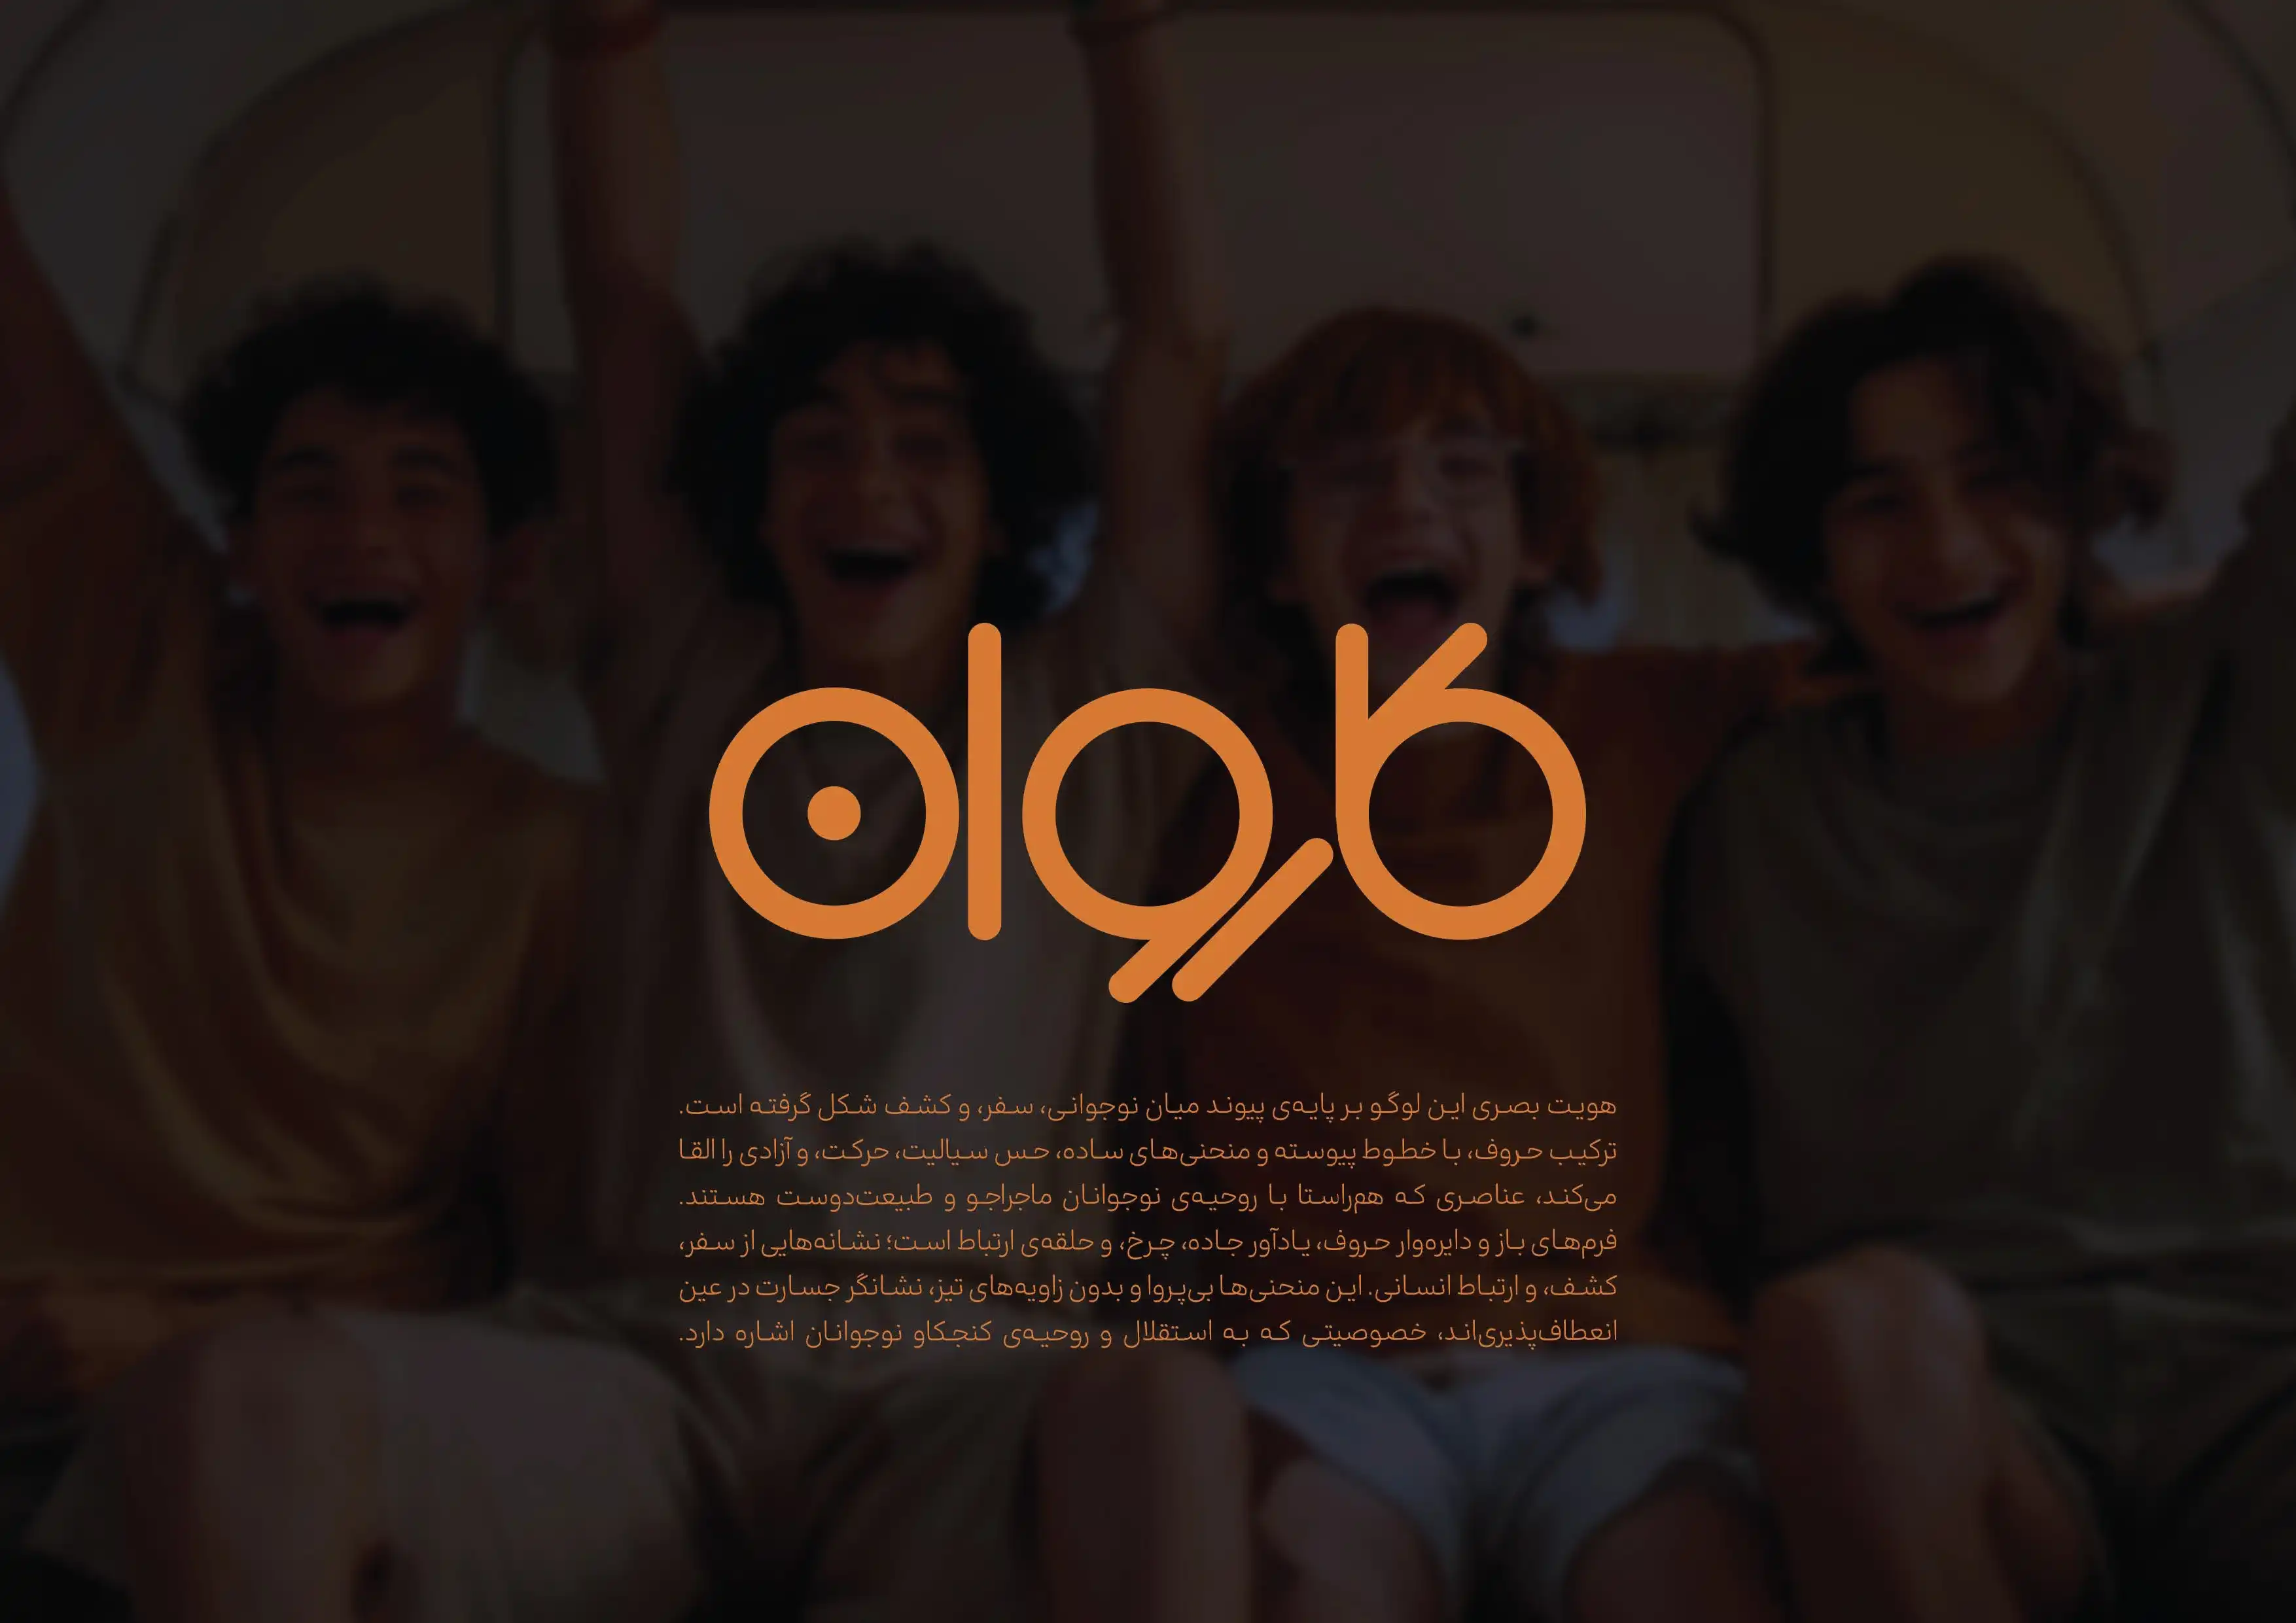 کاروان
هویت بصری این لوگو بر پایه‌ی پیوند میان نوجوانی، سفر، و کشف شکل گرفته است.
ترکیب حروف، با خطوط پیوسته و منحنی‌های ساده، حس سیالیت، حرکت، و آزادی را القا
می‌کند، عناصری که هم‌راستا با روحیه‌ی نوجوانان ماجراجو و طبیعت‌دوست هستند.
فرم‌های باز و دایره‌وار حروف، یادآور جاده، چرخ، و حلقه‌ی ارتباط است؛ نشانه‌هایی از سفر،
کشف، و ارتباط انسانی. این منحنی‌ها بی‌پروا و بدون زاویه‌های تیز، نشانگر جسارت در عین
انعطاف‌پذیری‌اند، خصوصیتی که به استقلال و روحیه‌ی کنجکاو نوجوانان اشاره دارد.